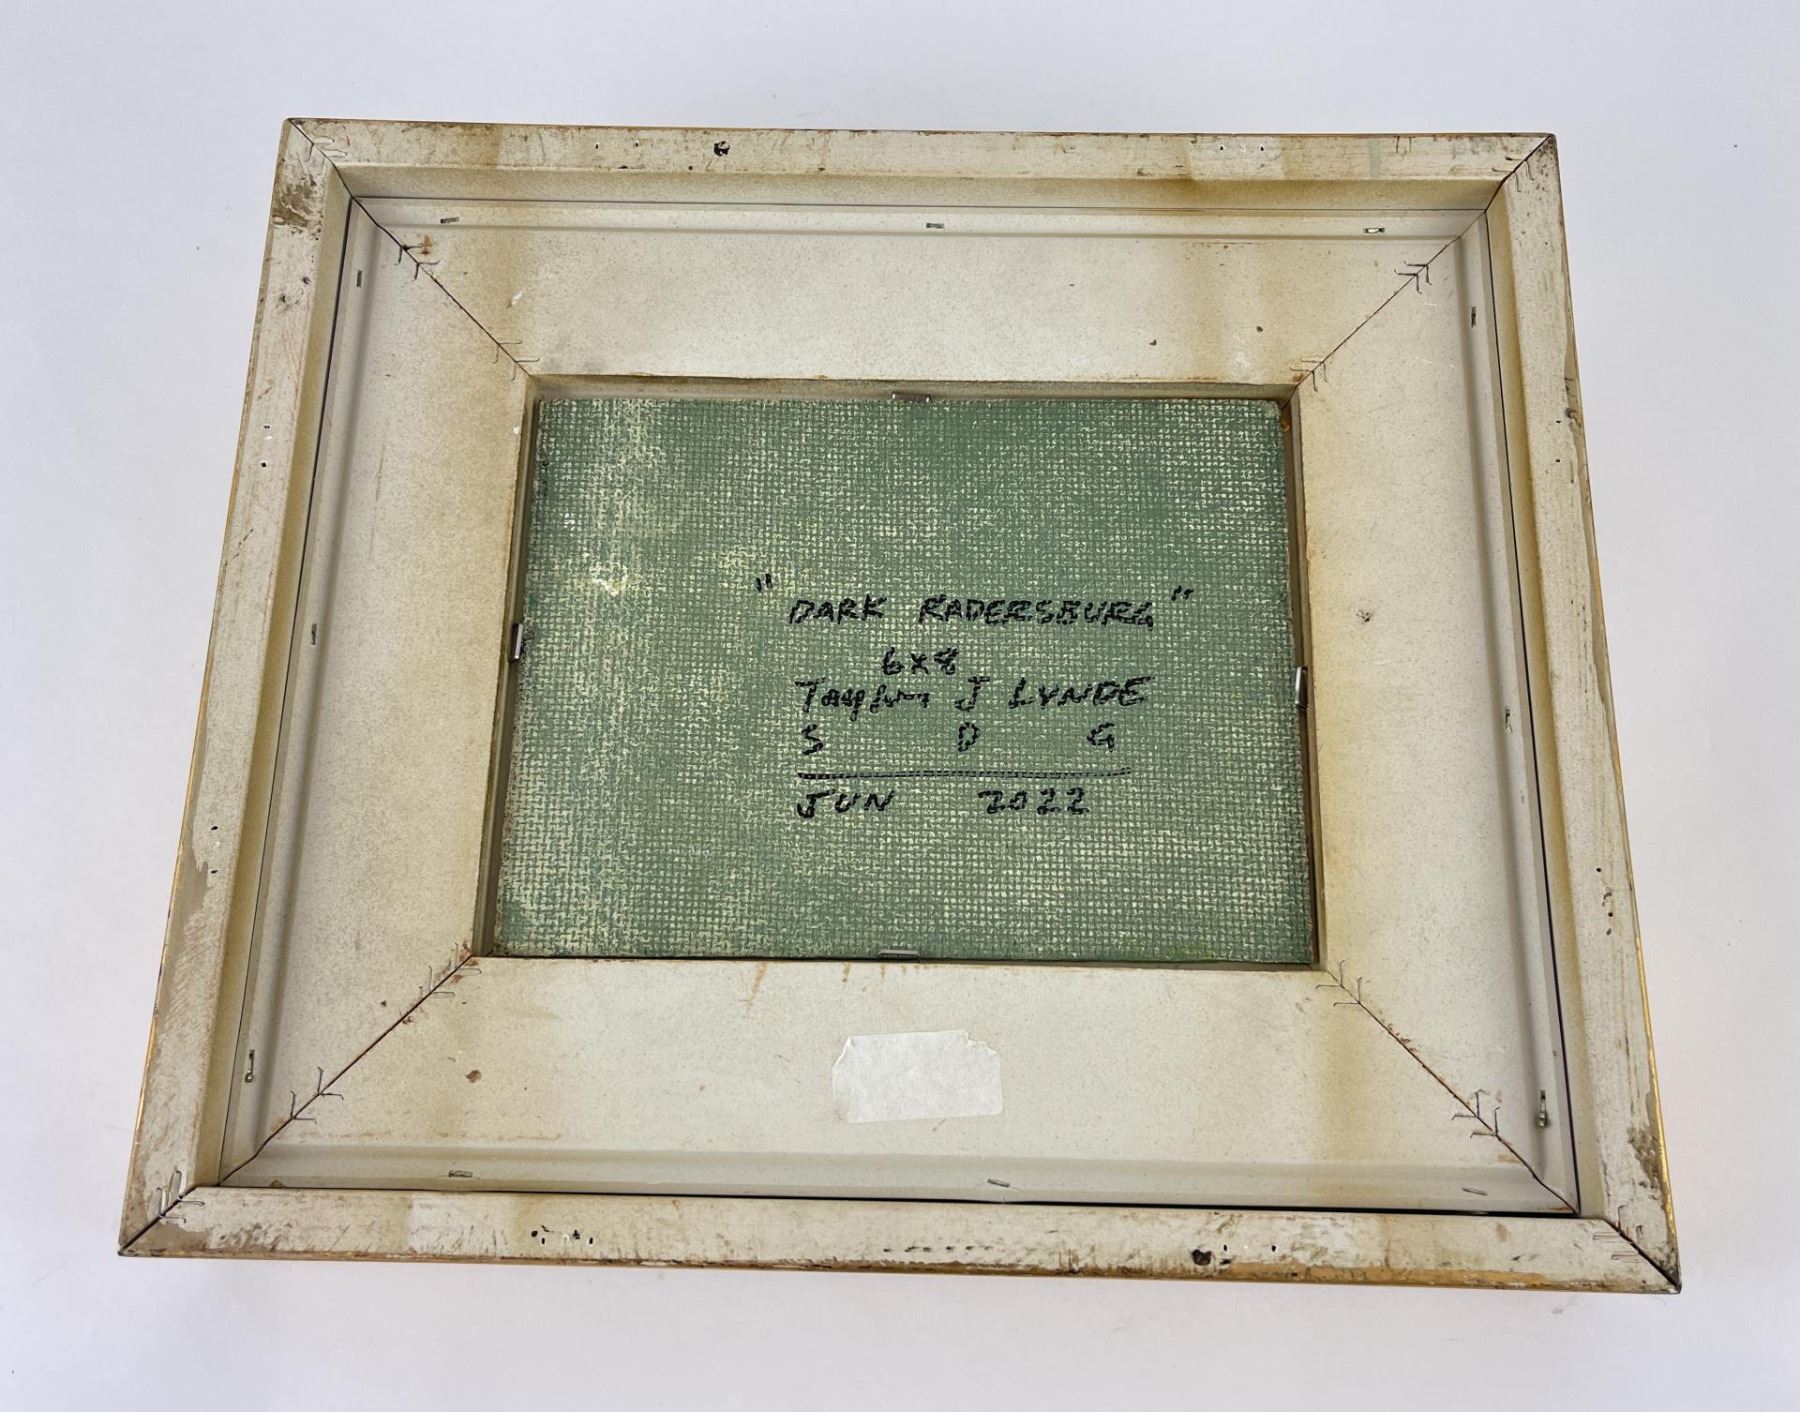 "DARK RADERSBURG"
6x8
Taylor J LYNDE
S D G
JUN 2022